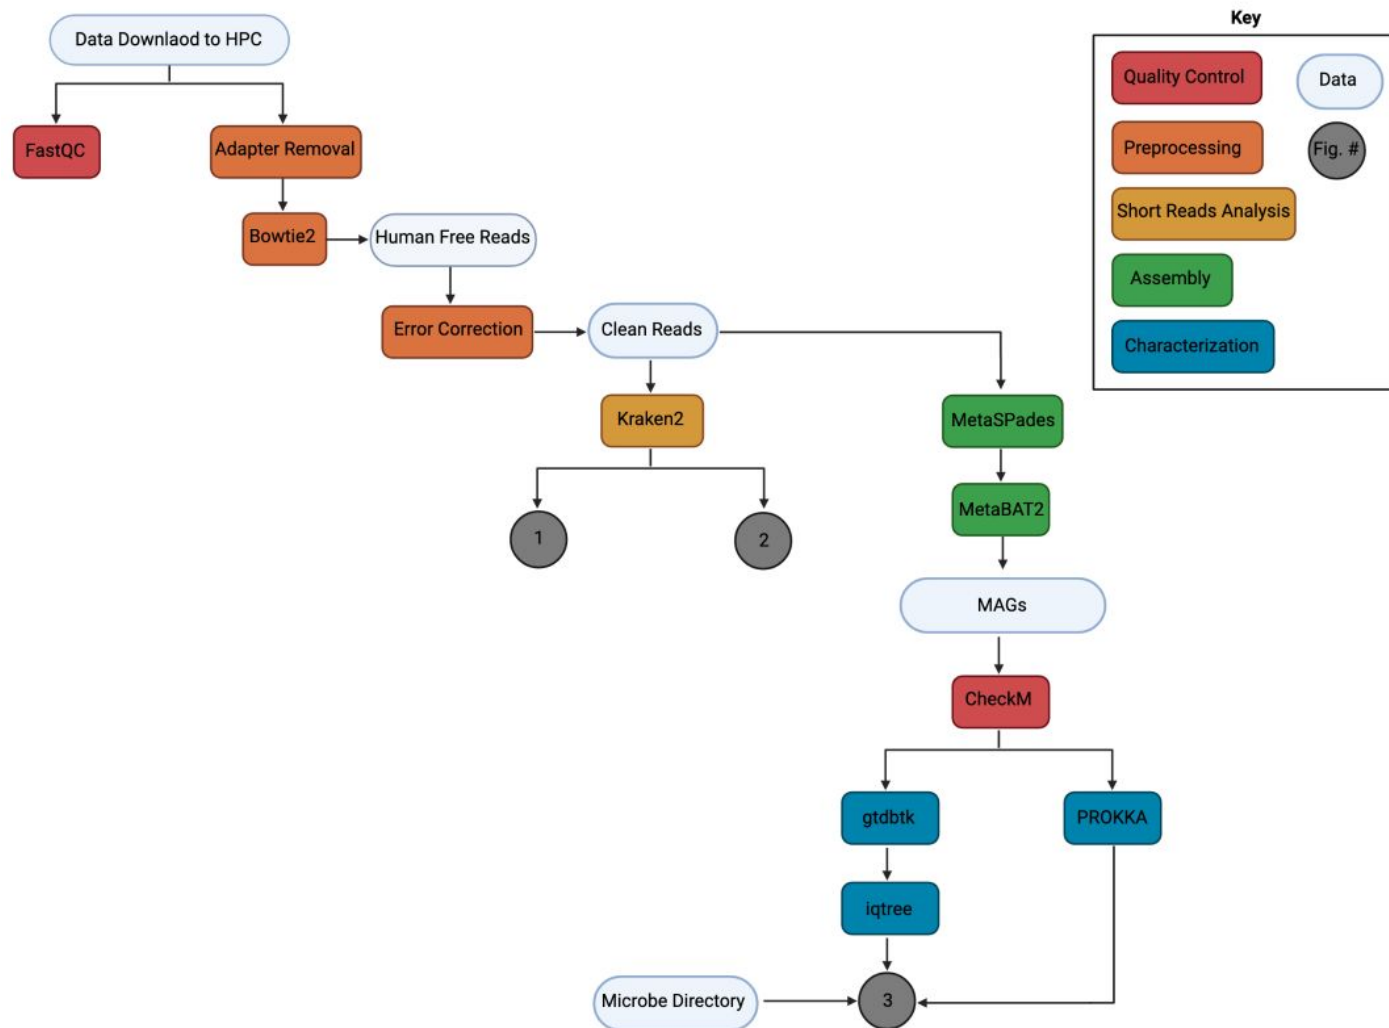 Key
Data Downlaod to HPC
Quality Control
Data
FastQC
Adapter Removal
Preprocessing
Fig. #
Short Reads Analysis
Bowtie2
Human Free Reads
Assembly
Error Correction
Clean Reads
Characterization
Kraken2
MetaSPades
MetaBAT2
1
2
MAGs
CheckM
gtdbtk
PROKKA
iqtree
Microbe Directory
3